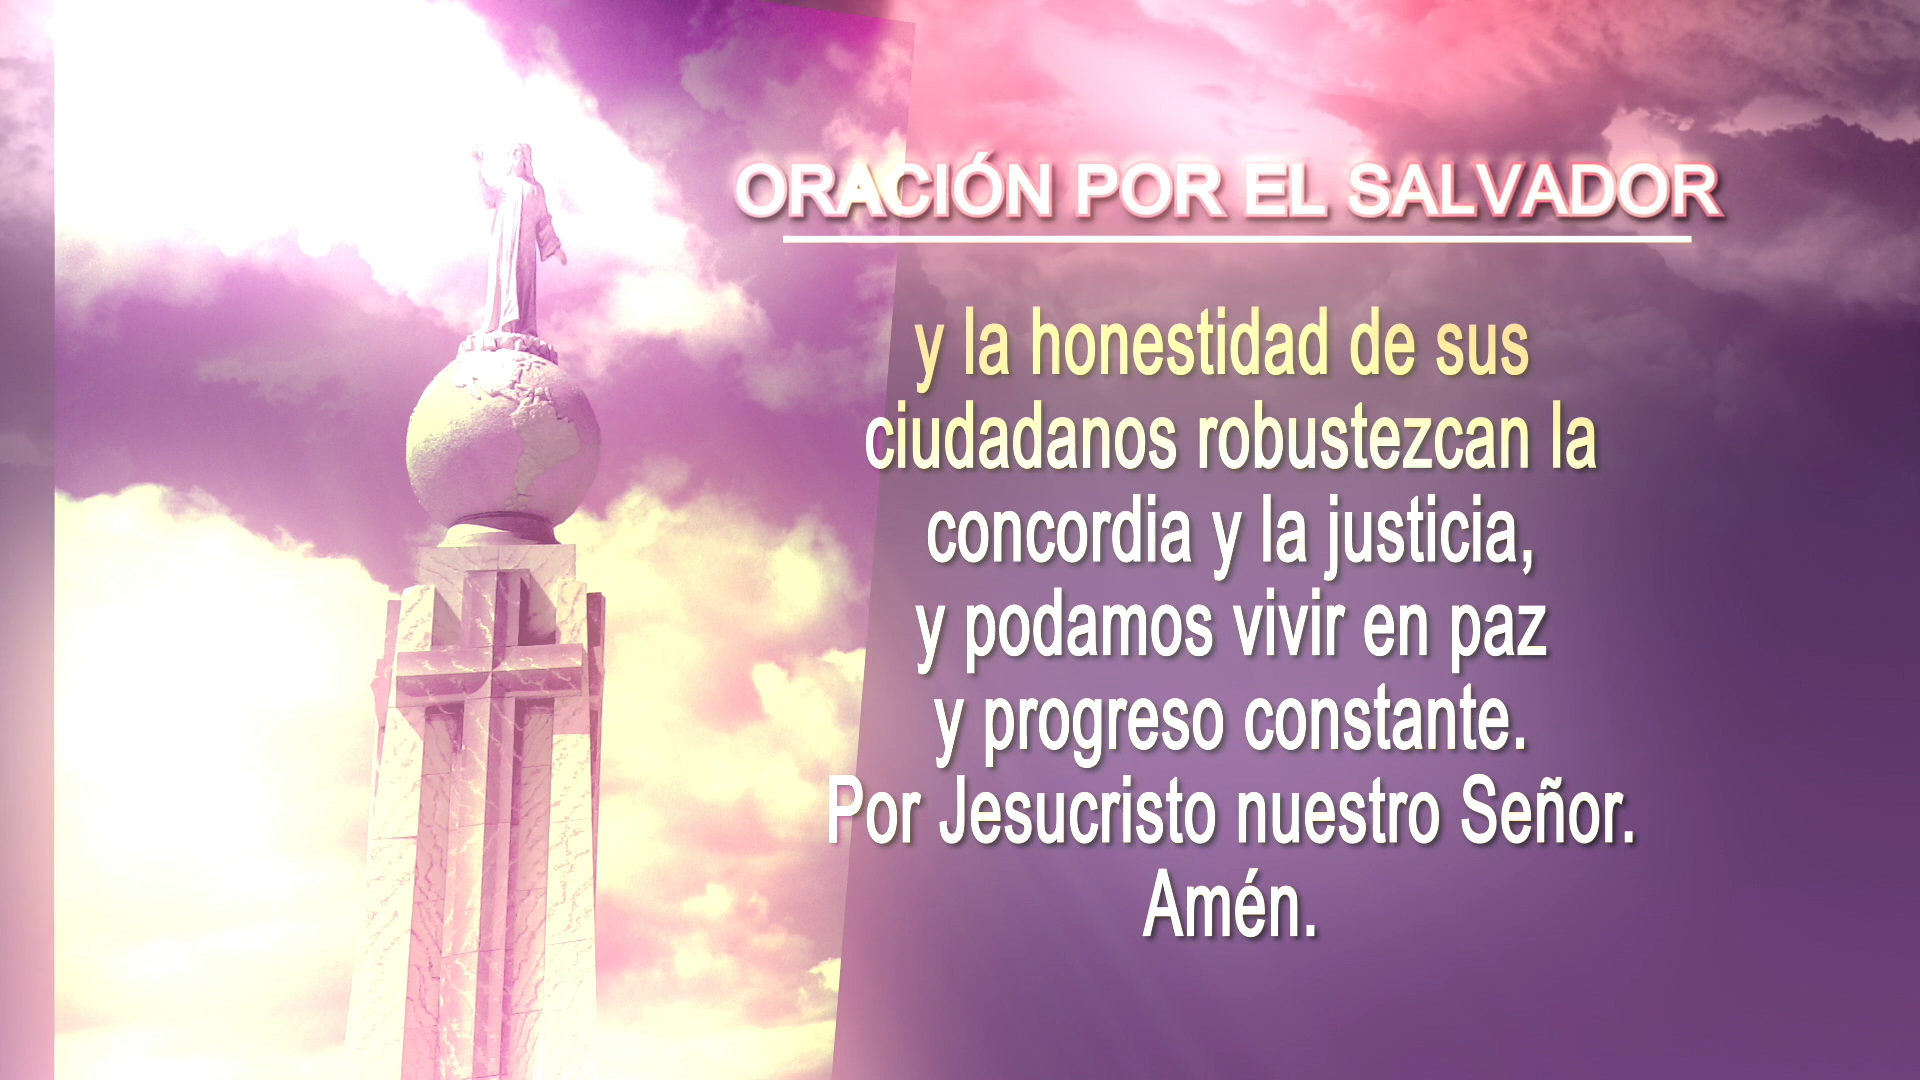 ORACIÓN POR EL SALVADOR
y la honestidad de sus
ciudadanos robustezcan la
concordia y la justicia,
y podamos vivir en paz
y progreso constante.
Por Jesucristo nuestro Señor.
Amén.